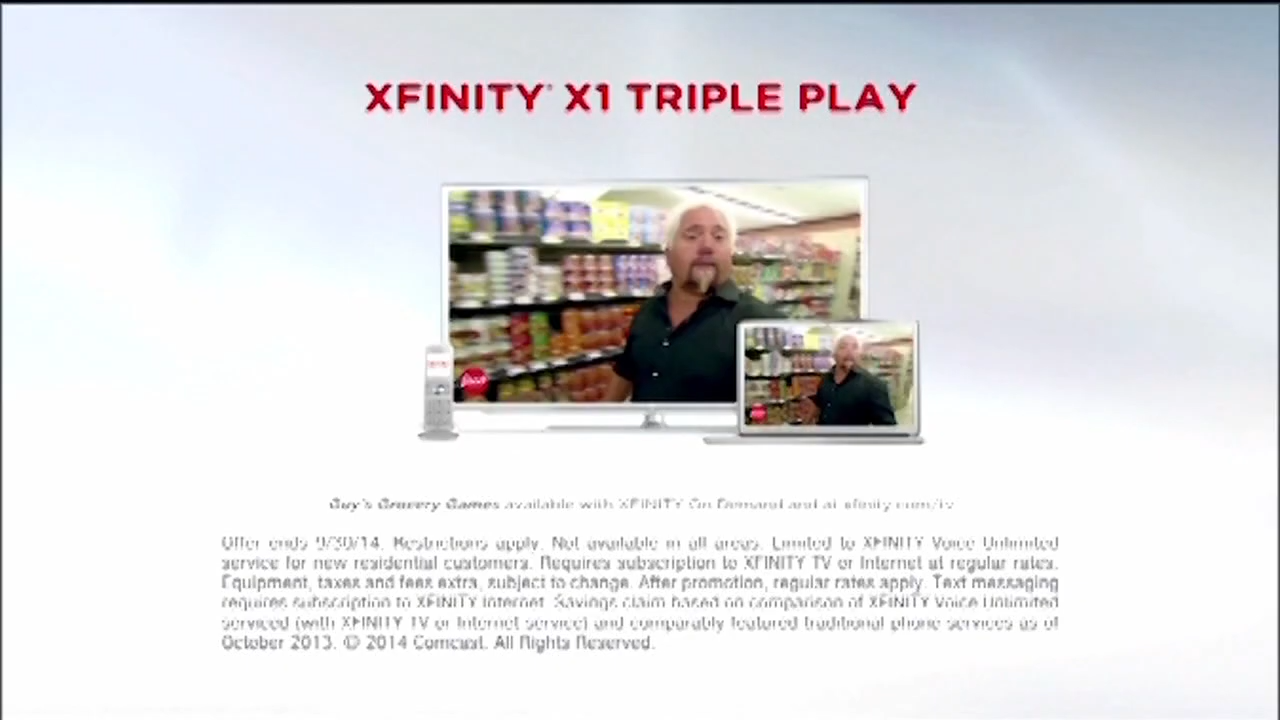 XFINITY® X1 TRIPLE PLAY
food
Guy's Grocery Games available with XFINITY On Demand and at xfinity.com/tv
Offer ends 9/30/14. Restrictions apply. Not available in all areas. Limited to XFINITY Voice Unlimited
service for new residential customers. Requires subscription to XFINITY TV or Internet at regular rates.
Equipment, taxes and fees extra, subject to change. After promotion, regular rates apply. Text messaging
requires subscription to XFINITY Internet. Savings claim based on comparison of XFINITY Voice Unlimited
serviced (with XFINITY TV or Internet service) and comparably featured traditional phone services as of
October 2013. © 2014 Comcast. All Rights Reserved.